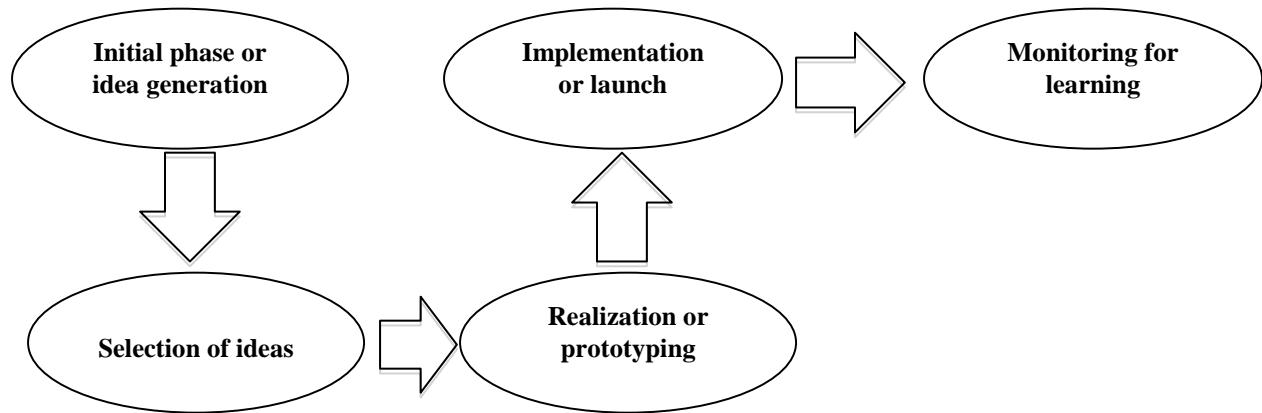 Initial phase or
idea generation
Selection of ideas
Realization or
prototyping
Implementation
or launch
Monitoring for
learning